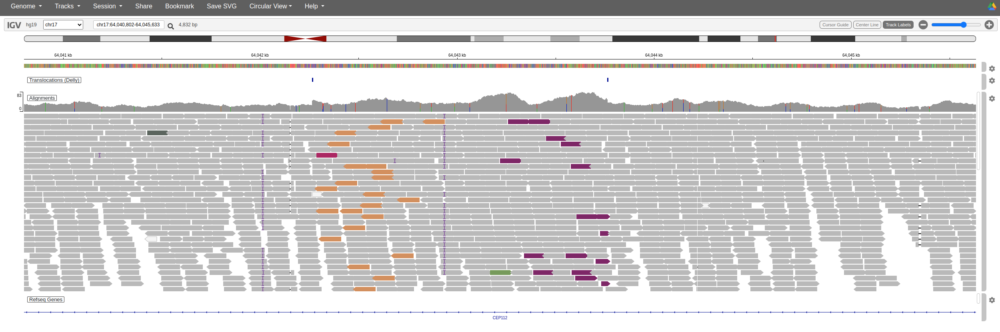 Genome Tracks Session Share Bookmark Save SVG Circular View Help
IGV hg19 chr17 chr17:64,040,802-64,045,633 4,832 bp Cursor Guide Center Line Track Labels
64,041 kb 64,042 kb 64,043 kb 64,044 kb 64,045 kb
Translocations (Delly)
83
Alignments
0
Refseq Genes
CEP112